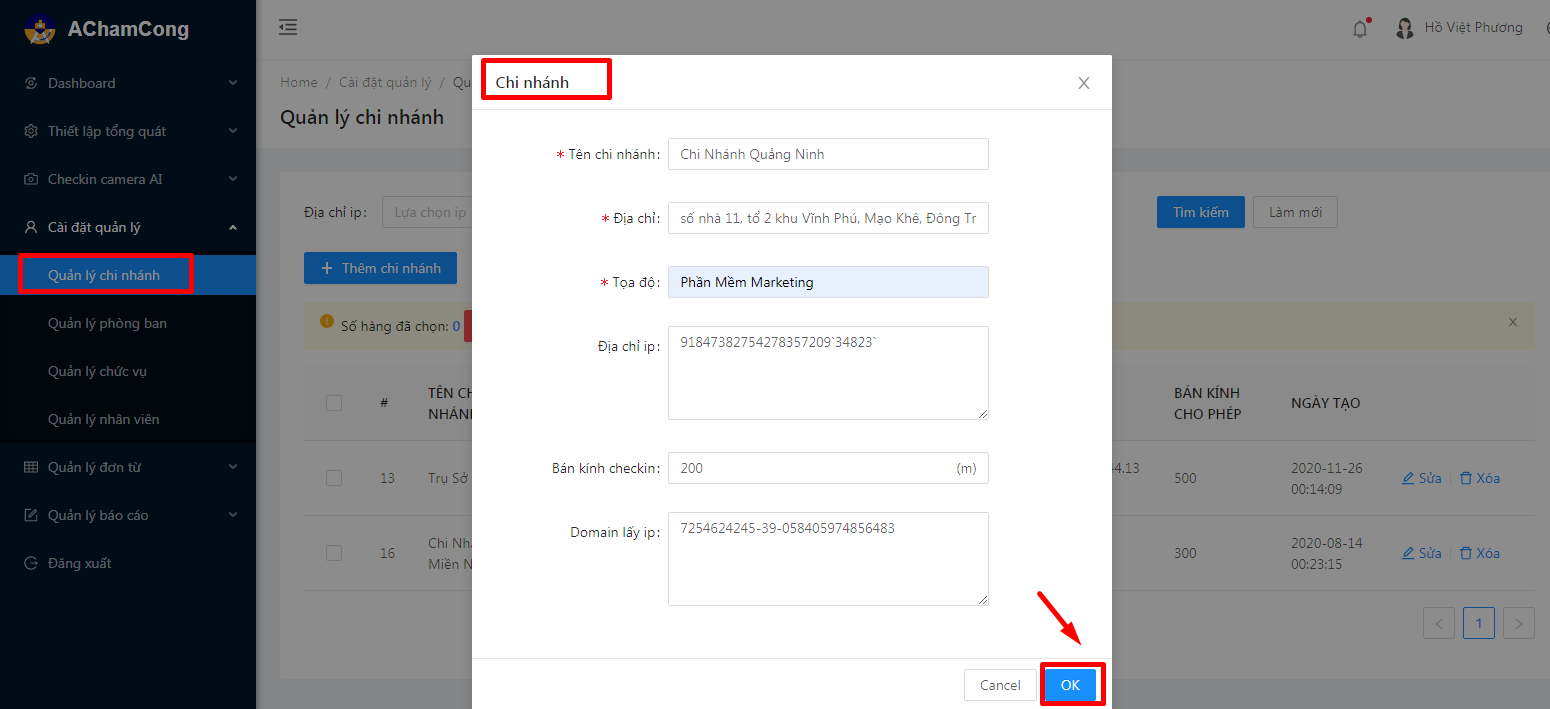 AChamCong
Hồ Việt Phương
Dashboard
Thiết lập tổng quát
Checkin camera AI
Cài đặt quản lý
Quản lý chi nhánh
Quản lý phòng ban
Quản lý chức vụ
Quản lý nhân viên
Quản lý đơn từ
Quản lý báo cáo
Đăng xuất
Home / Cài đặt quản lý /
Quản lý chi nhánh
Địa chỉ ip:
Lựa chọn ip
Tìm kiếm
Làm mới
+ Thêm chi nhánh
Số hàng đã chọn: 0
#
TÊN
BÁN KÍNH
CHO PHÉP
NGÀY TẠO
13
Trụ Sở
44.13
500
2020-11-26
00:14:09
Sửa
Xóa
16
Chi
Miền
300
2020-08-14
00:23:15
Sửa
Xóa
<
1
>
Chi nhánh
* Tên chi nhánh:
Chi Nhánh Quảng Ninh
* Địa chỉ:
số nhà 11, tổ 2 khu Vĩnh Phú, Mạo Khê, Đông Tr
* Tọa độ:
Phần Mềm Marketing
Địa chỉ ip:
91847382754278357209`34823`
Bán kính checkin:
200
(m)
Domain lấy ip:
7254624245-39-058405974856483
Cancel
OK